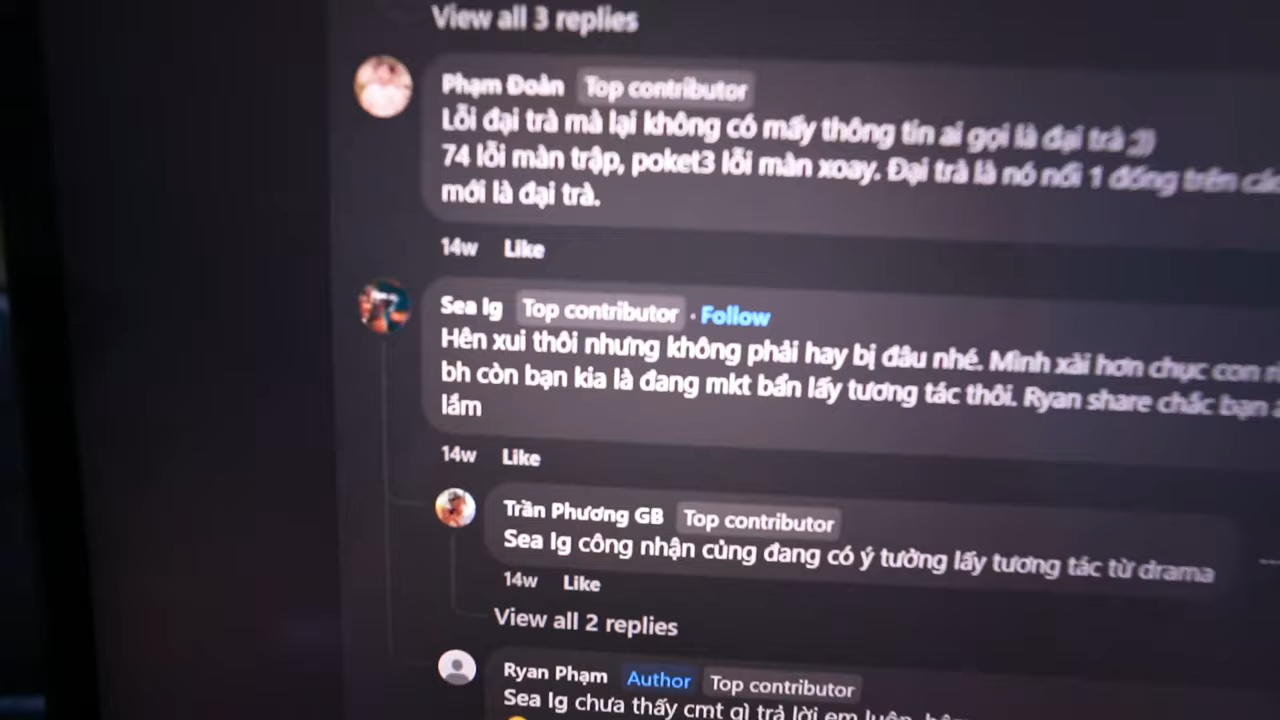 View all 3 replies
Phạm Đoàn Top contributor
Lỗi đại trà mà lại không có mấy thông tin ai gọi là đại trà ;))
74 lỗi màn trập, poket3 lỗi màn xoay. Đại trà là nó nổi 1 đống trên
mới là đại trà.
14w Like
Sea Ig Top contributor · Follow
Hên xui thôi nhưng không phải hay bị đâu nhé. Mình xài hơn chục con
bh còn bạn kia là đang mkt bẩn lấy tương tác thôi. Ryan share chắc bạn
lắm
14w Like
Trần Phương GB Top contributor
Sea Ig công nhận củng đang có ý tưởng lấy tương tác từ drama
14w Like
View all 2 replies
Ryan Phạm Author Top contributor
Sea Ig chưa thấy cmt gì trả lời em luôn